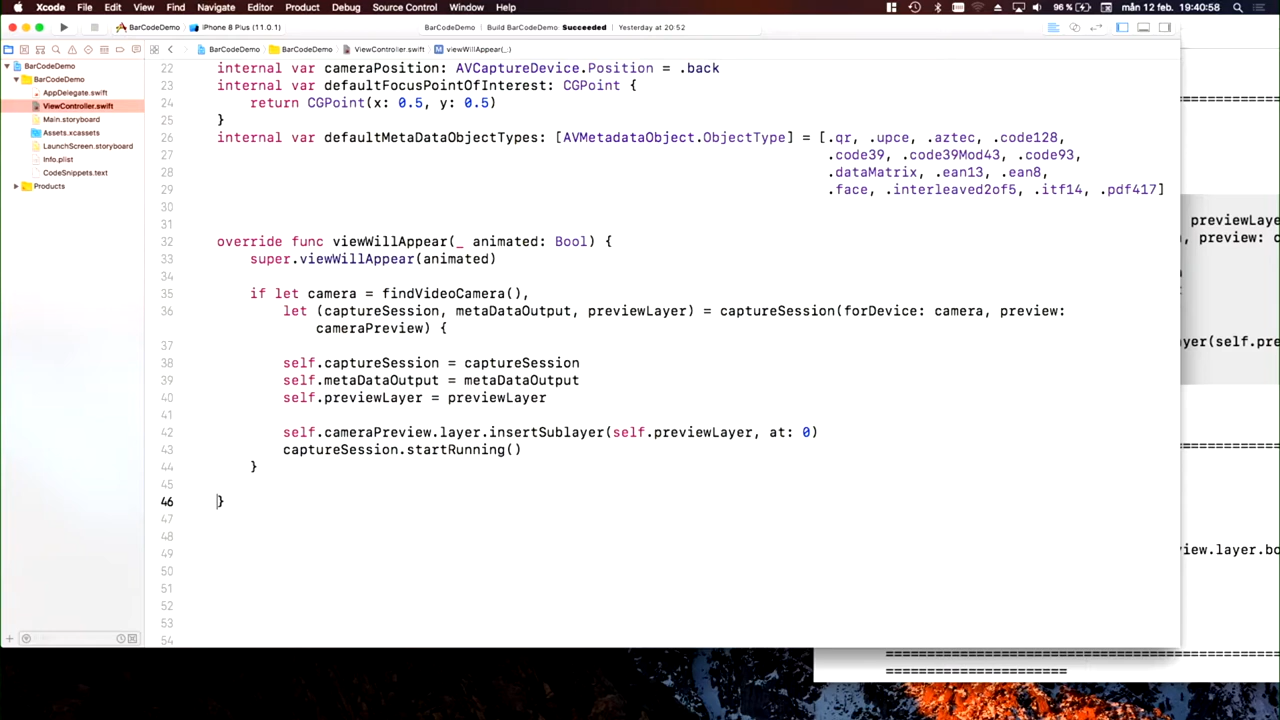 Xcode File Edit View Find Navigate Editor Product Debug Source Control Window Help 96 % mån 12 feb. 19:40:58
BarCodeDemo iPhone 8 Plus (11.0.1) BarCodeDemo | Build BarCodeDemo Succeeded | Yesterday at 20:52
BarCodeDemo BarCodeDemo ViewController.swift M viewWillAppear(_:)
BarCodeDemo
BarCodeDemo
AppDelegate.swift
ViewController.swift
Main.storyboard
Assets.xcassets
LaunchScreen.storyboard
Info.plist
CodeSnippets.text
Products
22 internal var cameraPosition: AVCaptureDevice.Position = .back
23 internal var defaultFocusPointOfInterest: CGPoint {
24 return CGPoint(x: 0.5, y: 0.5)
25 }
26 internal var defaultMetaDataObjectTypes: [AVMetadataObject.ObjectType] = [.qr, .upce, .aztec, .code128,
27 .code39, .code39Mod43, .code93,
28 .dataMatrix, .ean13, .ean8,
29 .face, .interleaved2of5, .itf14, .pdf417]
30
31
32 override func viewWillAppear(_ animated: Bool) {
33 super.viewWillAppear(animated)
34
35 if let camera = findVideoCamera(),
36 let (captureSession, metaDataOutput, previewLayer) = captureSession(forDevice: camera, preview:
cameraPreview) {
37
38 self.captureSession = captureSession
39 self.metaDataOutput = metaDataOutput
40 self.previewLayer = previewLayer
41
42 self.cameraPreview.layer.insertSublayer(self.previewLayer, at: 0)
43 captureSession.startRunning()
44 }
45
46 }
47
48
49
50
51
52
53
54
previewLaye
, preview: c
yer(self.pre
view.layer.bo
=================================================
======================